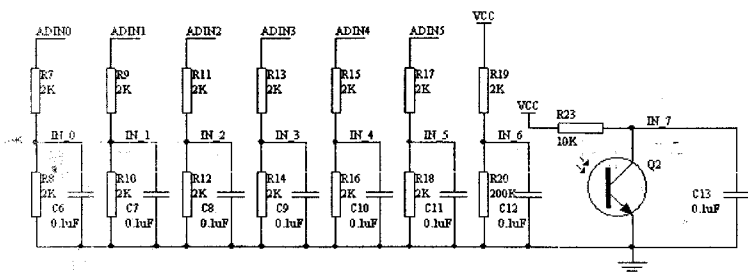 VCC
ADIN0 ADIN1 ADIN2 ADIN3 ADIN4 ADIN5
R7 R9 R11 R13 R15 R17 R19
2K 2K 2K 2K 2K 2K 2K
VCC R23 IN_7
10K
IN_0 IN_1 IN_2 IN_3 IN_4 IN_5 IN_6
Q2
R8 R10 R12 R14 R16 R18 R20
2K 2K 2K 2K 2K 2K 200K
C6 C7 C8 C9 C10 C11 C12 C13
0.1uF 0.1uF 0.1uF 0.1uF 0.1uF 0.1uF 0.1uF 0.1uF